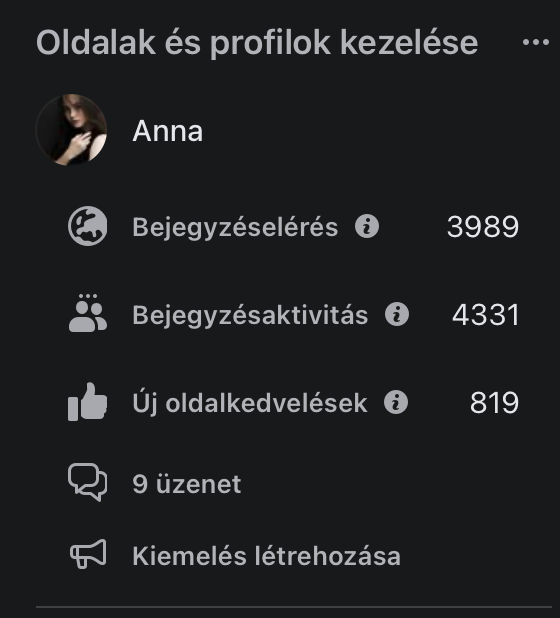 Oldalak és profilok kezelése
Anna
Bejegyzéselérés 3989
Bejegyzésaktivitás 4331
Új oldalkedvelések 819
9 üzenet
Kiemelés létrehozása